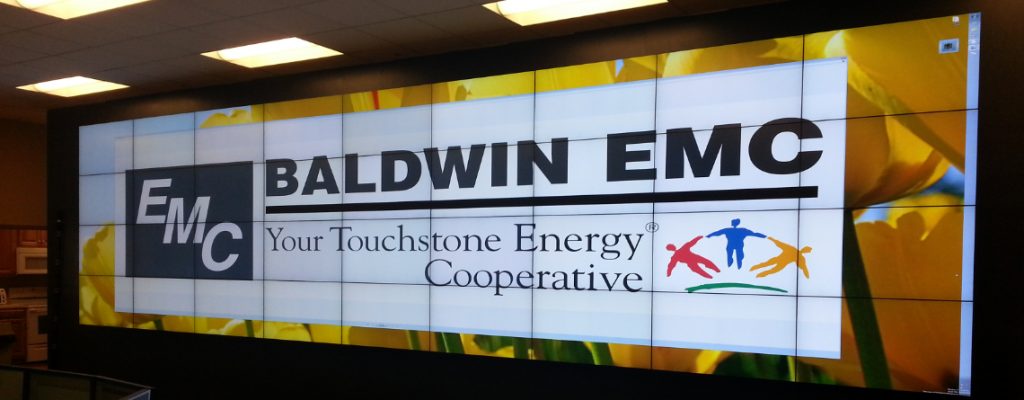 EMC
BALDWIN EMC
Your Touchstone Energy®
Cooperative